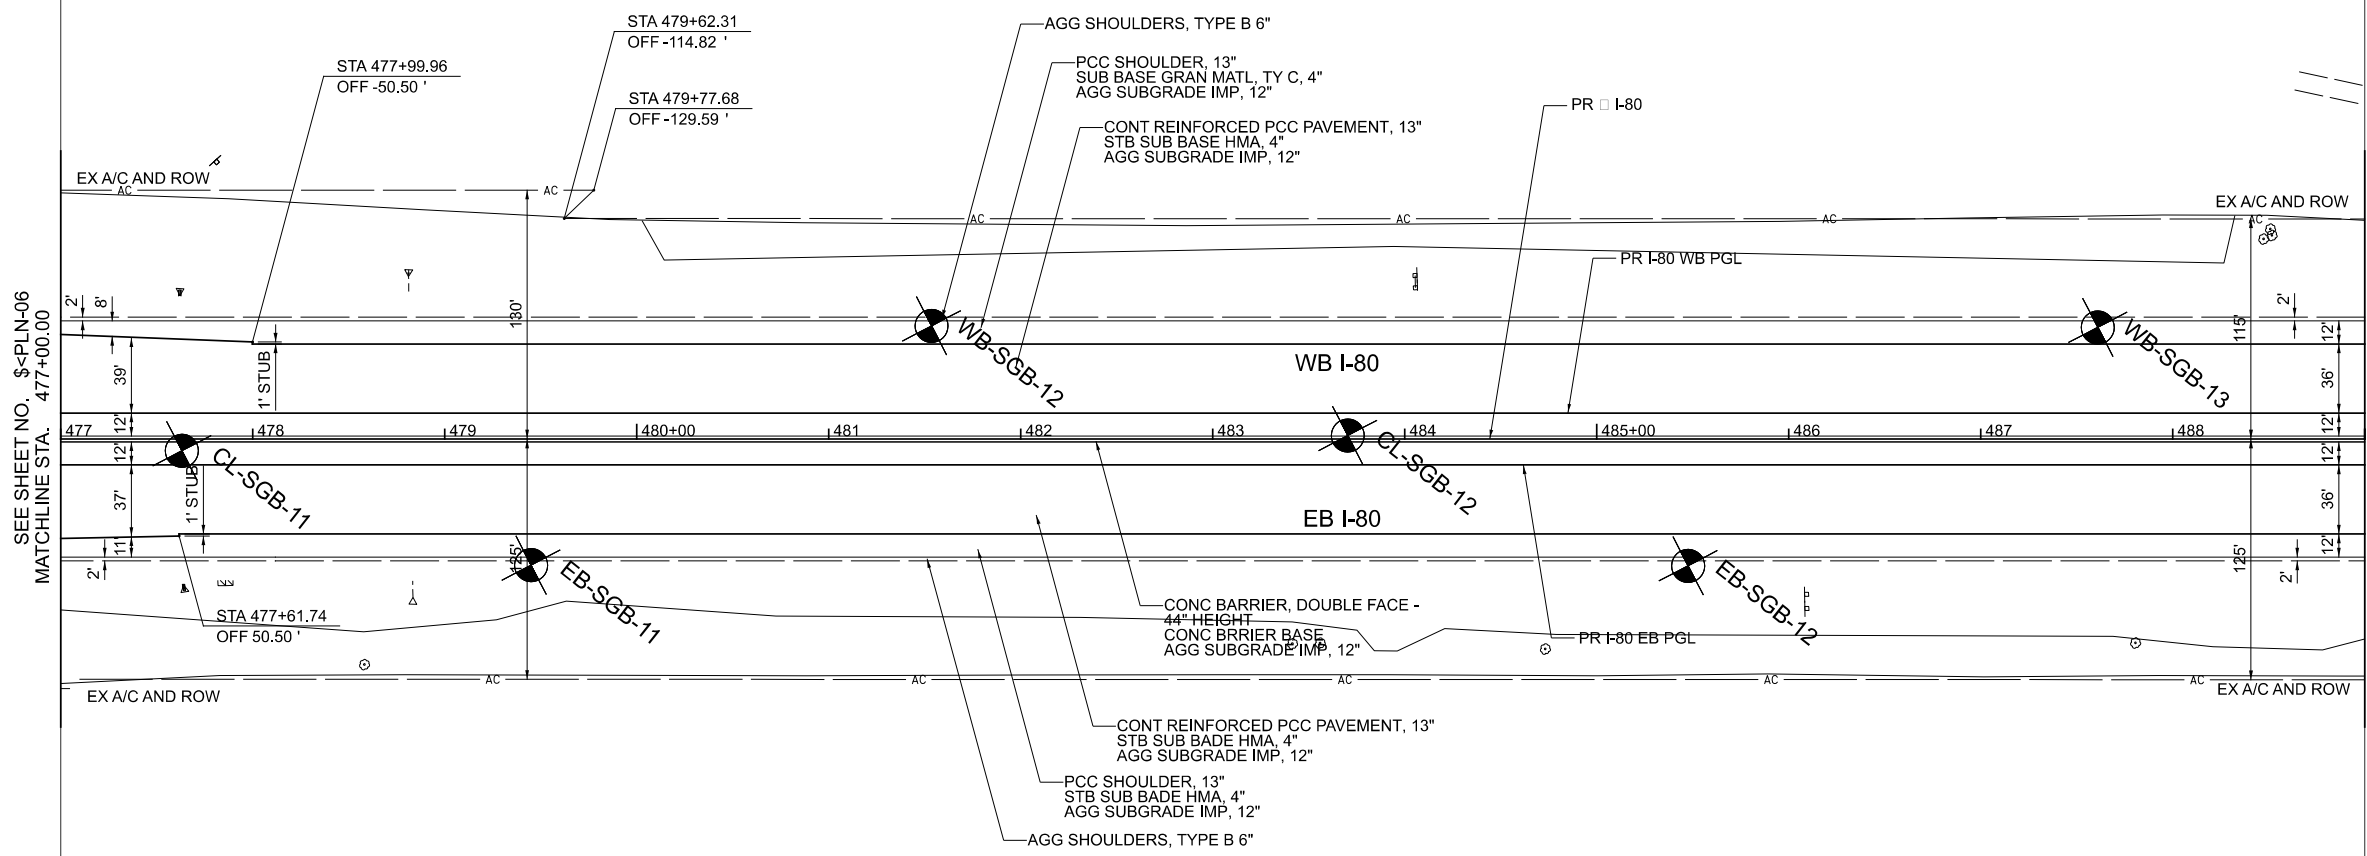 STA 479+62.31
OFF -114.82 '
STA 477+99.96
OFF -50.50 '
STA 479+77.68
OFF -129.59 '
AGG SHOULDERS, TYPE B 6"
PCC SHOULDER, 13"
SUB BASE GRAN MATL, TY C, 4"
AGG SUBGRADE IMP, 12"
CONT REINFORCED PCC PAVEMENT, 13"
STB SUB BASE HMA, 4"
AGG SUBGRADE IMP, 12"
PR □ I-80
EX A/C AND ROW
AC
AC
AC
AC
AC
EX A/C AND ROW
AC
PR I-80 WB PGL
SEE SHEET NO. $<PLN-06
MATCHLINE STA. 477+00.00
2'
8'
130'
115'
2'
12'
39'
1' STUB
WB-SGB-12
WB I-80
WB-SGB-13
36'
12'
12'
477
478
479
480+00
481
482
483
484
485+00
486
487
488
12'
12'
CL-SGB-11
CL-SGB-12
37'
1' STUB
EB I-80
36'
11'
2'
125'
EB-SGB-11
EB-SGB-12
125'
12'
2'
STA 477+61.74
OFF 50.50 '
CONC BARRIER, DOUBLE FACE -
44" HEIGHT
CONC BRRIER BASE
AGG SUBGRADE IMP, 12"
PR I-80 EB PGL
EX A/C AND ROW
AC
AC
AC
AC
AC
EX A/C AND ROW
CONT REINFORCED PCC PAVEMENT, 13"
STB SUB BADE HMA, 4"
AGG SUBGRADE IMP, 12"
PCC SHOULDER, 13"
STB SUB BADE HMA, 4"
AGG SUBGRADE IMP, 12"
AGG SHOULDERS, TYPE B 6"